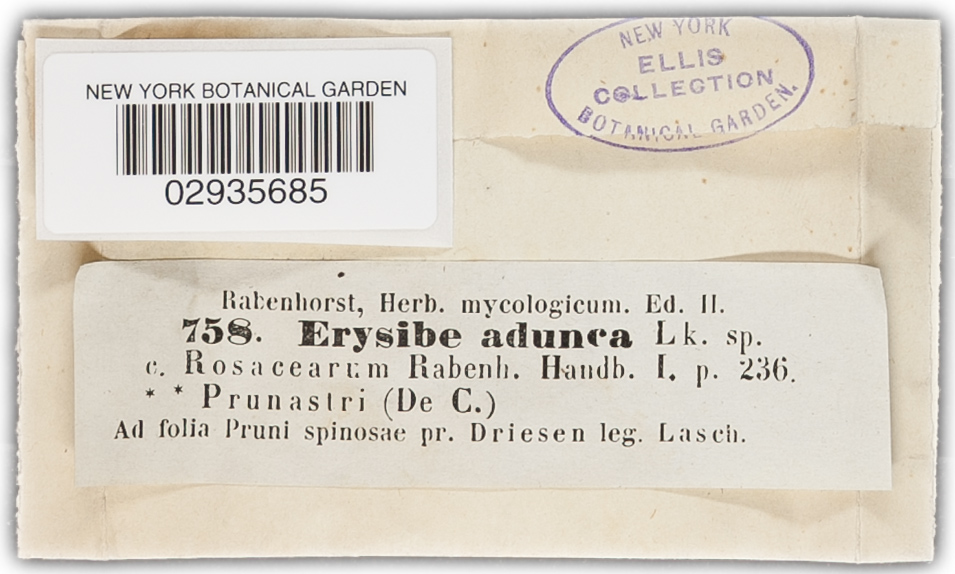 NEW YORK BOTANICAL GARDEN
02935685
NEW YORK
ELLIS
COLLECTION
BOTANICAL GARDEN.
Rabenhorst, Herb. mycologicum. Ed. II.
758. Erysibe adunca Lk. sp.
c. Rosacearum Rabenh. Handb. I. p. 236.
* * Prunastri (De C.)
Ad folia Pruni spinosae pr. Driesen leg. Lasch.